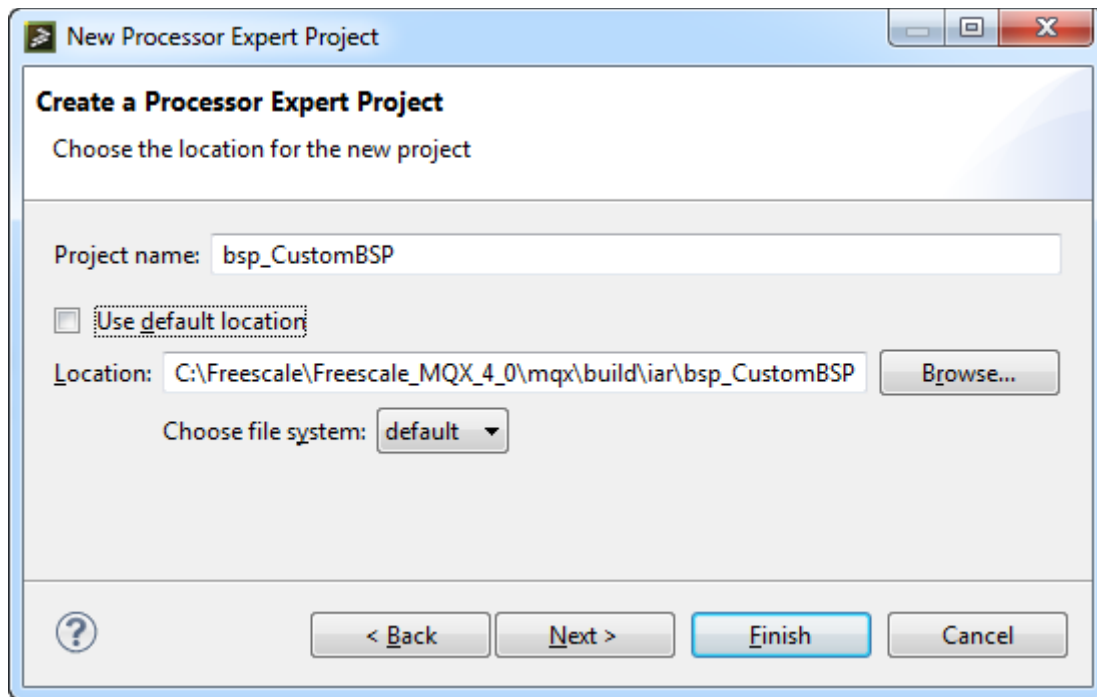 New Processor Expert Project
Create a Processor Expert Project
Choose the location for the new project
Project name: bsp_CustomBSP
Use default location
Location: C:\Freescale\Freescale_MQX_4_0\mqx\build\iar\bsp_CustomBSP Browse...
Choose file system: default
? < Back Next > Finish Cancel